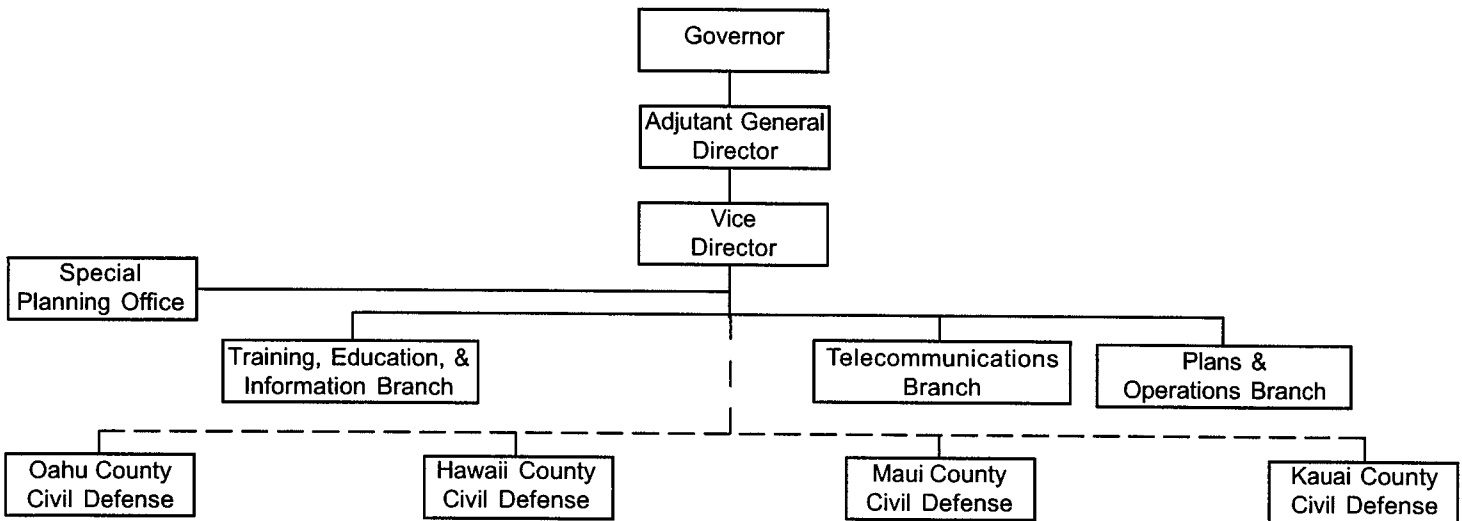 Governor
Adjutant General
Director
Vice
Director
Special
Planning Office
Training, Education, &
Information Branch
Telecommunications
Branch
Plans &
Operations Branch
Oahu County
Civil Defense
Hawaii County
Civil Defense
Maui County
Civil Defense
Kauai County
Civil Defense